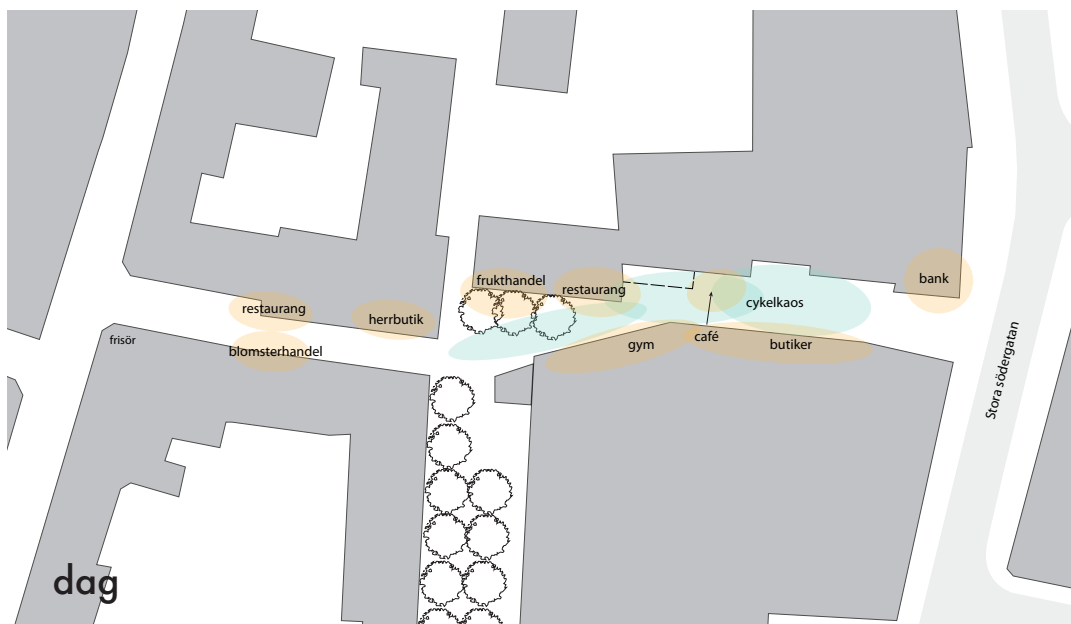 bank
frukthandel
restaurang
cykelkaos
restaurang
herrbutik
frisör
blomsterhandel
gym
café
butiker
Stora södergatan
dag